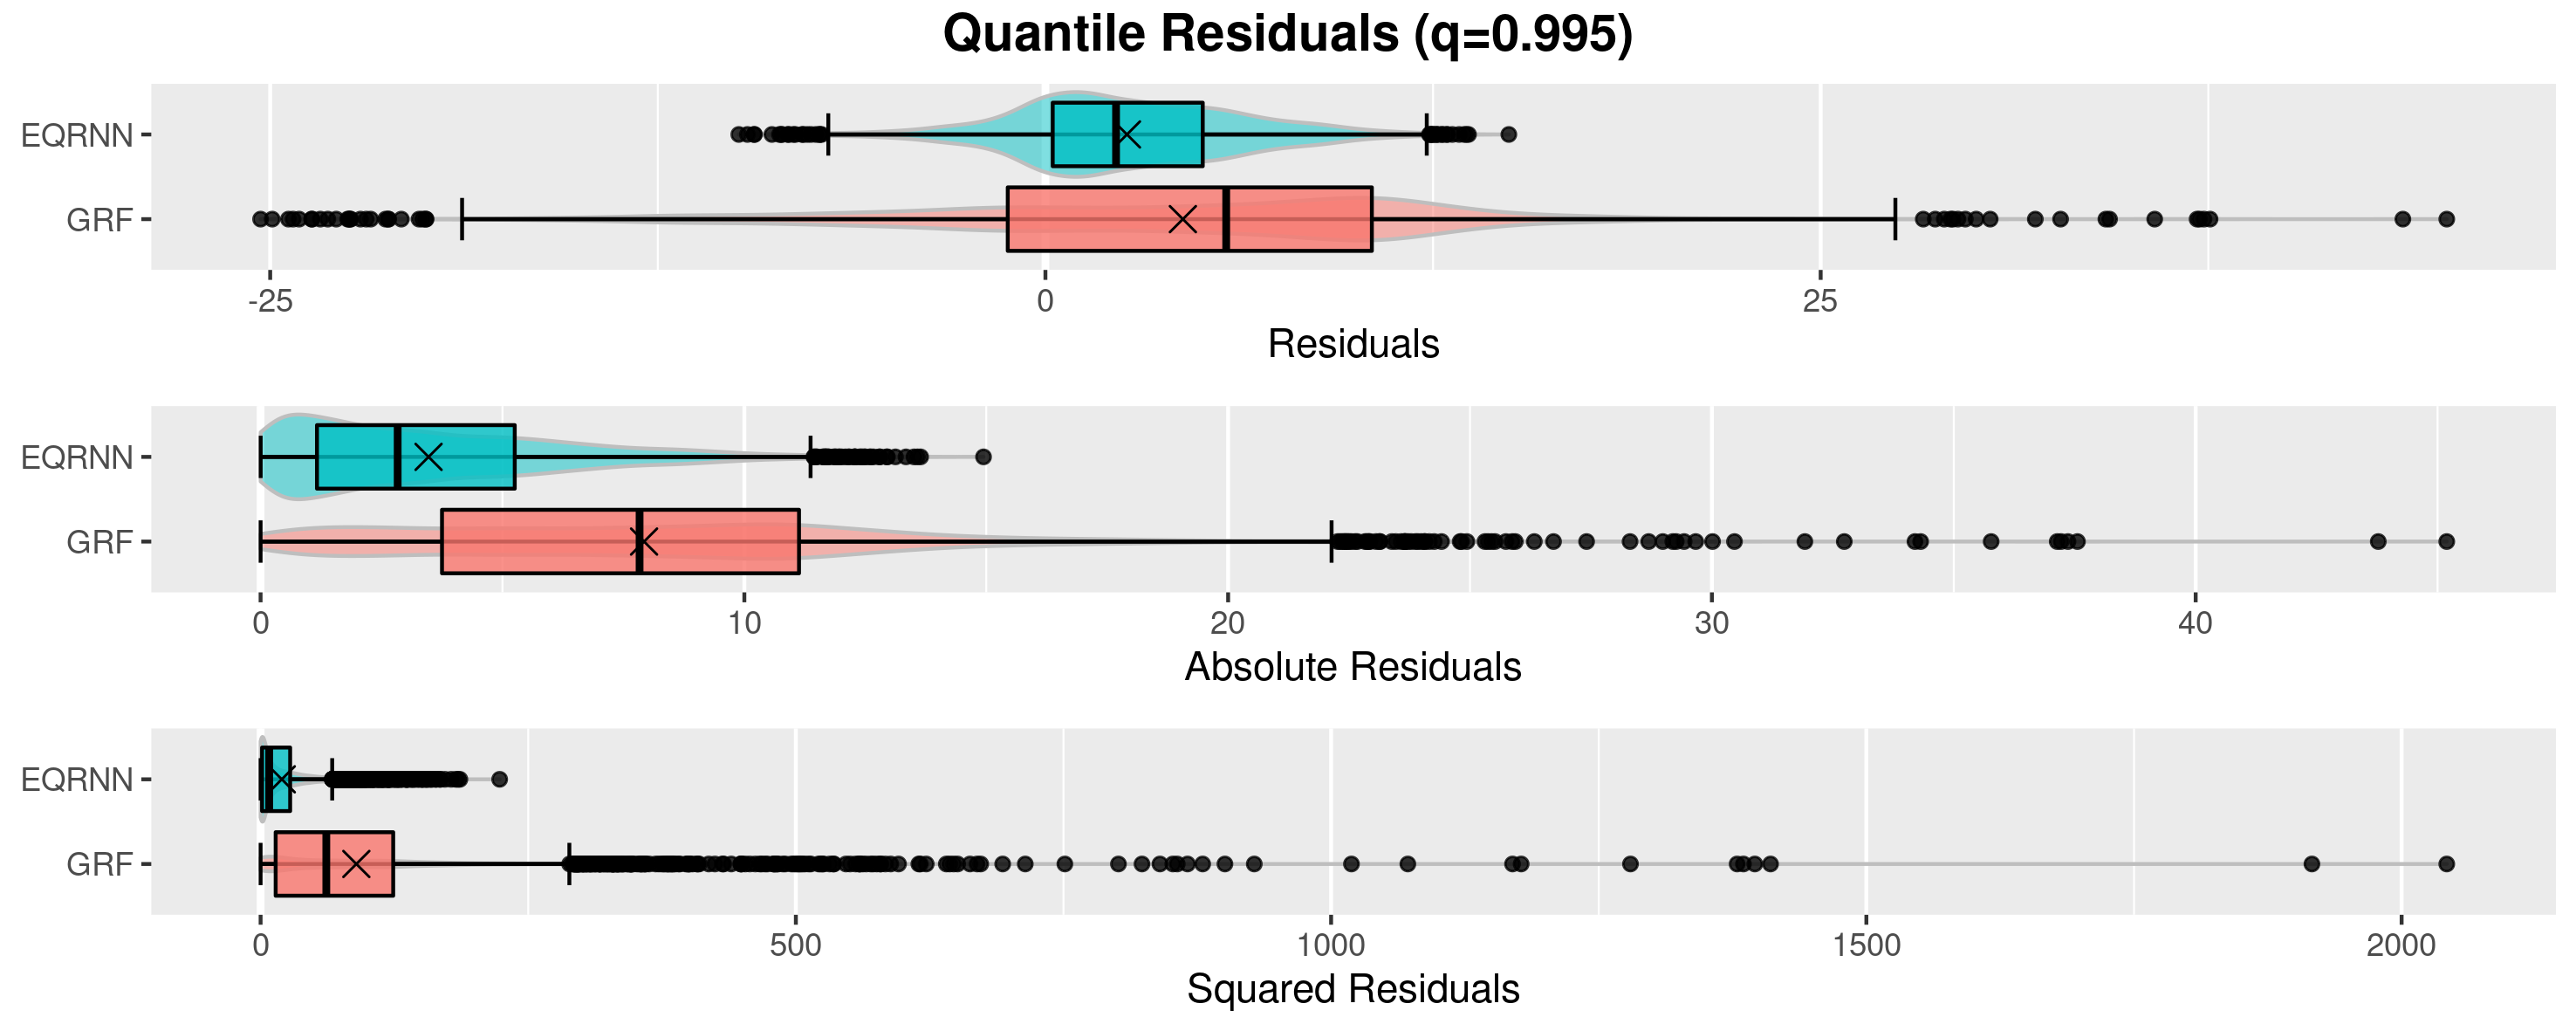 Quantile Residuals (q=0.995)
EQRNN
GRF
-25 0 25
Residuals
EQRNN
GRF
0 10 20 30 40
Absolute Residuals
EQRNN
GRF
0 500 1000 1500 2000
Squared Residuals